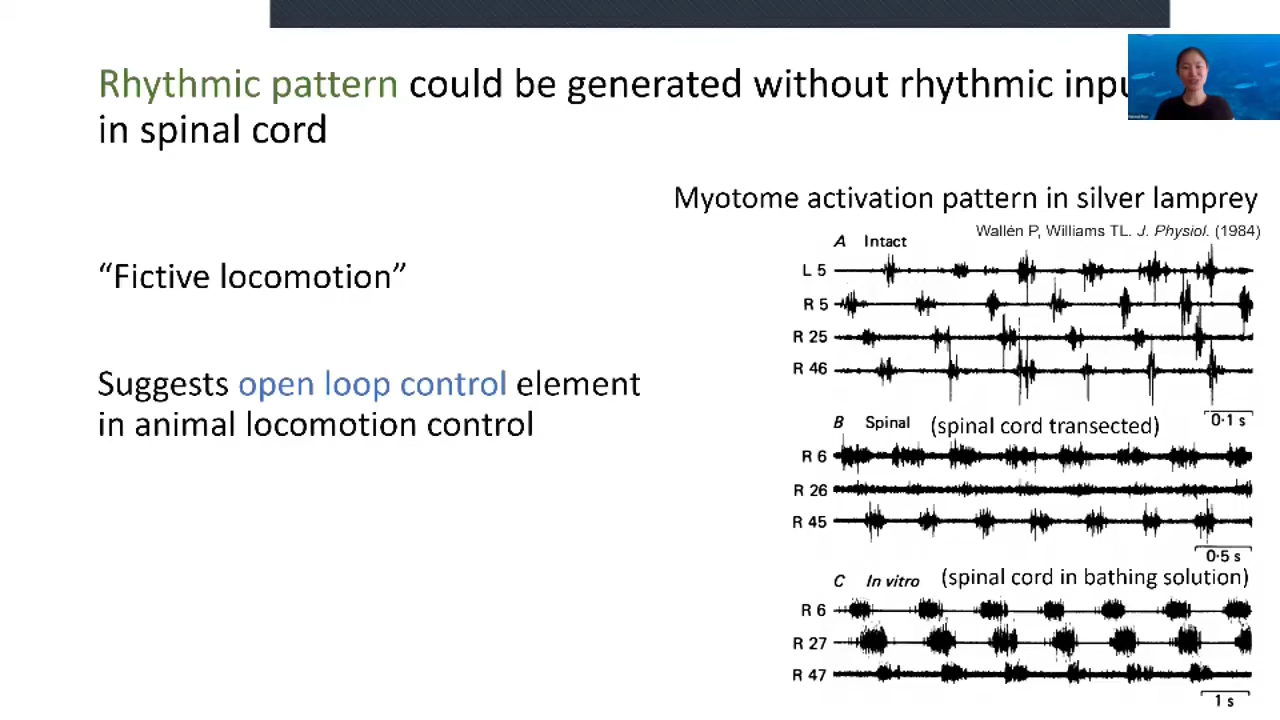 Rhythmic pattern could be generated without rhythmic inpu
in spinal cord
Myotome activation pattern in silver lamprey
Wallén P, Williams TL. J. Physiol. (1984)
“Fictive locomotion”
Suggests open loop control element
in animal locomotion control
A Intact
L 5
R 5
R 25
R 46
0·1 s
B Spinal (spinal cord transected)
R 6
R 26
R 45
0·5 s
C In vitro (spinal cord in bathing solution)
R 6
R 27
R 47
1 s